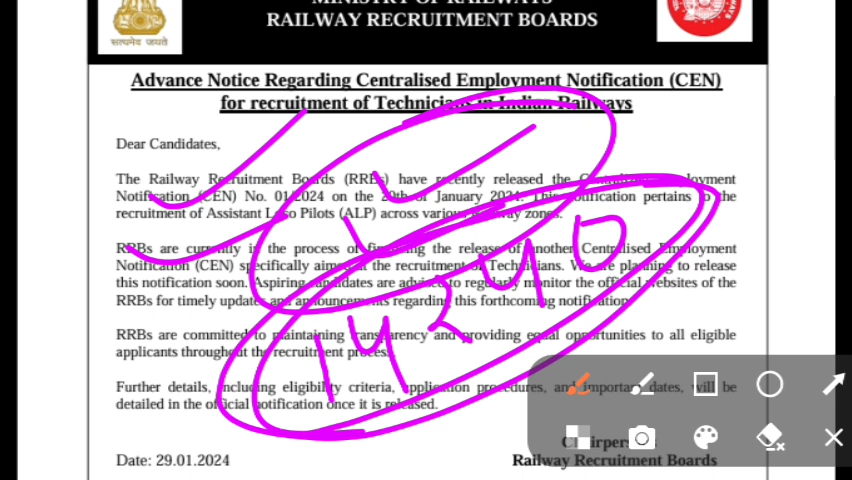 MINISTRY OF RAILWAYS
RAILWAY RECRUITMENT BOARDS
सत्यमेव जयते
Advance Notice Regarding Centralised Employment Notification (CEN)
for recruitment of Technicians in Indian Railways
Dear Candidates,
The Railway Recruitment Boards (RRBs) have recently released the Centralised Employment
Notification (CEN) No. 01/2024 on the 20th of January 2024. This notification pertains to the
recruitment of Assistant Loco Pilots (ALP) across various railway zones.
RRBs are currently in the process of finalising the release of another Centralised Employment
Notification (CEN) specifically aimed at the recruitment of Technicians. We are planning to release
this notification soon. Aspiring candidates are advised to regularly monitor the official websites of the
RRBs for timely updates and announcements regarding this forthcoming notification.
RRBs are committed to maintaining transparency and providing equal opportunities to all eligible
applicants throughout the recruitment process.
Further details, including eligibility criteria, application procedures, and important dates, will be
detailed in the official notification once it is released.
Chairperson
Date: 29.01.2024 Railway Recruitment Boards